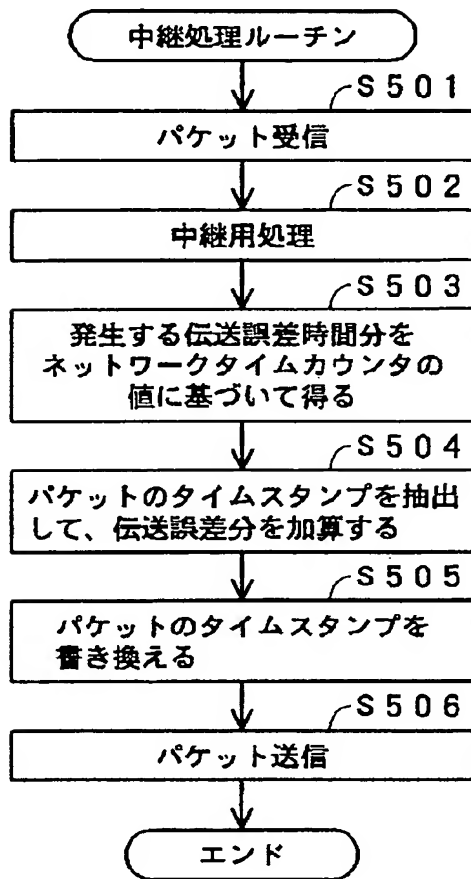 中継処理ルーチン
S501
パケット受信
S502
中継用処理
S503
発生する伝送誤差時間分を
ネットワークタイムカウンタの
値に基づいて得る
S504
パケットのタイムスタンプを抽出
して、伝送誤差分を加算する
S505
パケットのタイムスタンプを
書き換える
S506
パケット送信
エンド